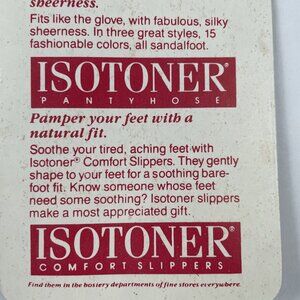 sheerness.
Fits like the glove, with fabulous, silky
sheerness. In three great styles, 15
fashionable colors, all sandalfoot.
ISOTONER®
PANTYHOSE
Pamper your feet with a
natural fit.
Soothe your tired, aching feet with
Isotoner® Comfort Slippers. They gently
shape to your feet for a soothing bare-
foot fit. Know someone whose feet
need some soothing? Isotoner slippers
make a most appreciated gift.
ISOTONER®
COMFORT SLIPPERS
Find them in the hosiery departments of fine stores everywhere.